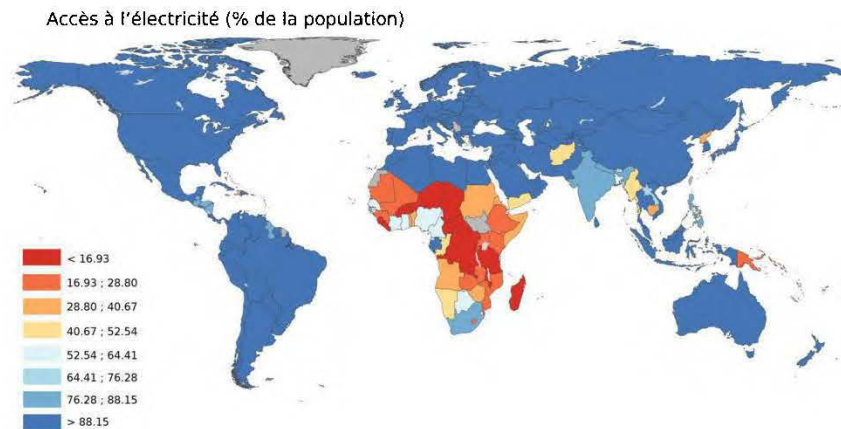 Accès à l’électricité (% de la population)
< 16.93
16.93 ; 28.80
28.80 ; 40.67
40.67 ; 52.54
52.54 ; 64.41
64.41 ; 76.28
76.28 ; 88.15
> 88.15